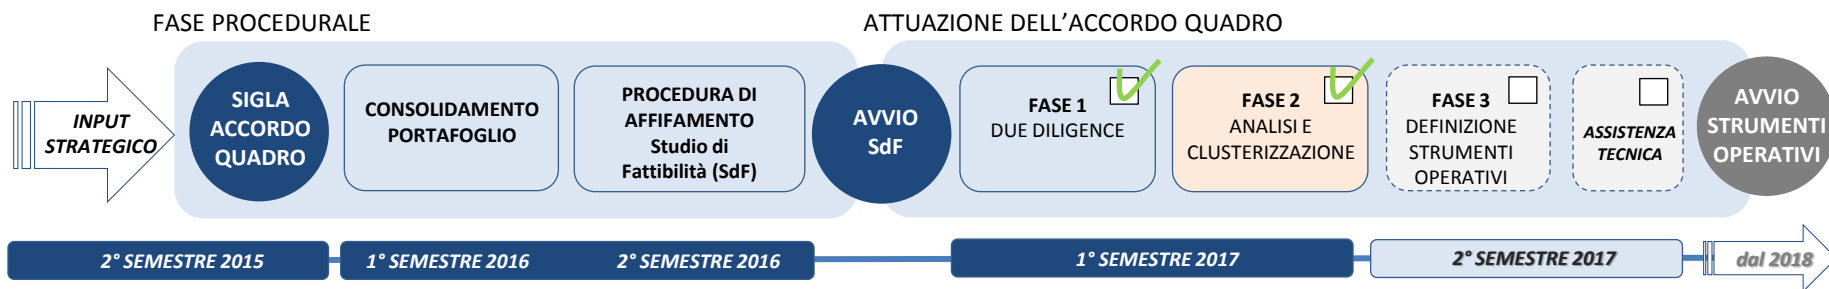 FASE PROCEDURALE
ATTUAZIONE DELL’ACCORDO QUADRO
INPUT
STRATEGICO
SIGLA
ACCORDO
QUADRO
CONSOLIDAMENTO
PORTAFOGLIO
PROCEDURA DI
AFFIFAMENTO
Studio di
Fattibilità (SdF)
AVVIO
SdF
FASE 1
DUE DILIGENCE
FASE 2
ANALISI E
CLUSTERIZZAZIONE
FASE 3
DEFINIZIONE
STRUMENTI
OPERATIVI
ASSISTENZA
TECNICA
AVVIO
STRUMENTI
OPERATIVI
2° SEMESTRE 2015
1° SEMESTRE 2016
2° SEMESTRE 2016
1° SEMESTRE 2017
2° SEMESTRE 2017
dal 2018